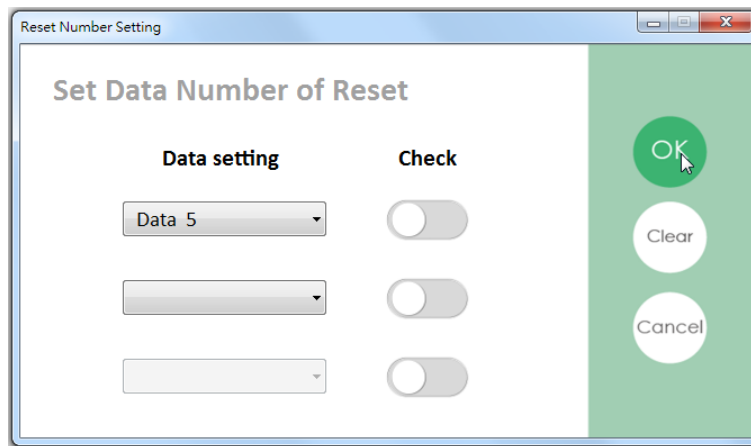 Reset Number Setting
Set Data Number of Reset
Data setting Check
Data 5
OK
Clear
Cancel